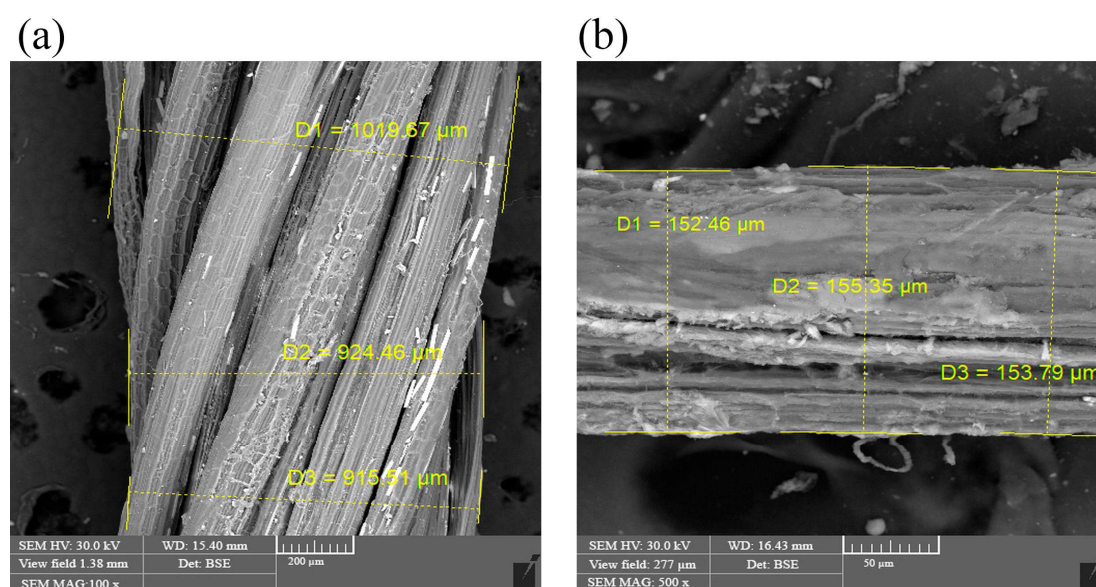 (a)
D1 = 1019.67 µm
D2 = 924.46 µm
D3 = 915.51 µm
SEM HV: 30.0 kV WD: 15.40 mm
View field 1.38 mm Det: BSE 200 µm
SEM MAG:100 x
(b)
D1 = 152.46 µm
D2 = 155.35 µm
D3 = 153.79 µm
SEM HV: 30.0 kV WD: 16.43 mm
View field: 277 µm Det: BSE 50 µm
SEM MAG: 500 x